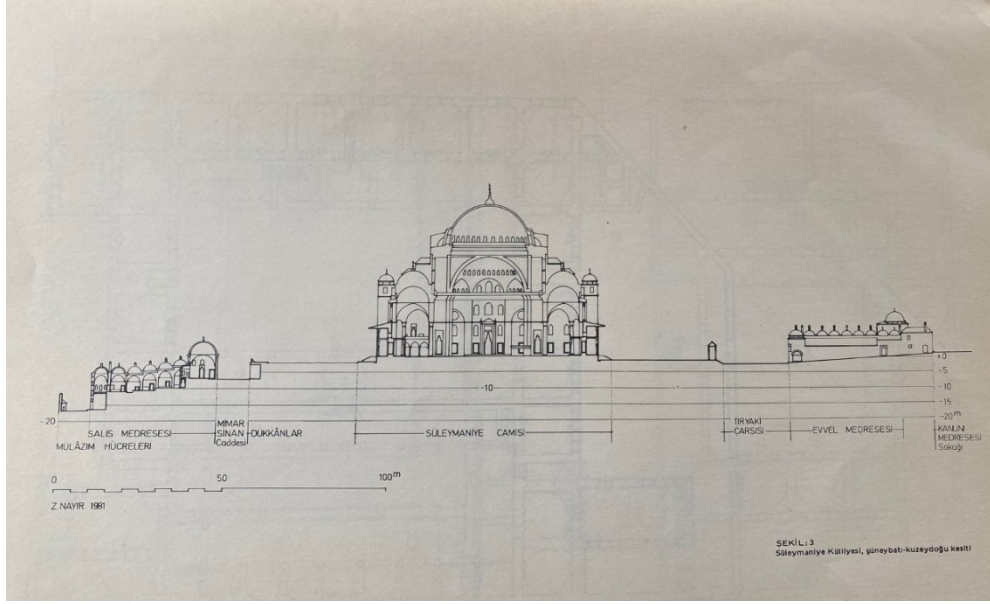 ±0
-5
-10
-10
-15
-20
-20m
SALİS MEDRESESİ
MÜLÂZIM HÜCRELERİ
MİMAR
SİNAN
Caddesi
DÜKKÂNLAR
SÜLEYMANİYE CAMİSİ
TİRYAKİ
ÇARŞISI
EVVEL MEDRESESİ
KANUNİ
MEDRESESİ
Sokağı
0 50 100m
Z. NAYIR 1981
ŞEKİL: 3
Süleymaniye Külliyesi, güneybatı-kuzeydoğu kesiti